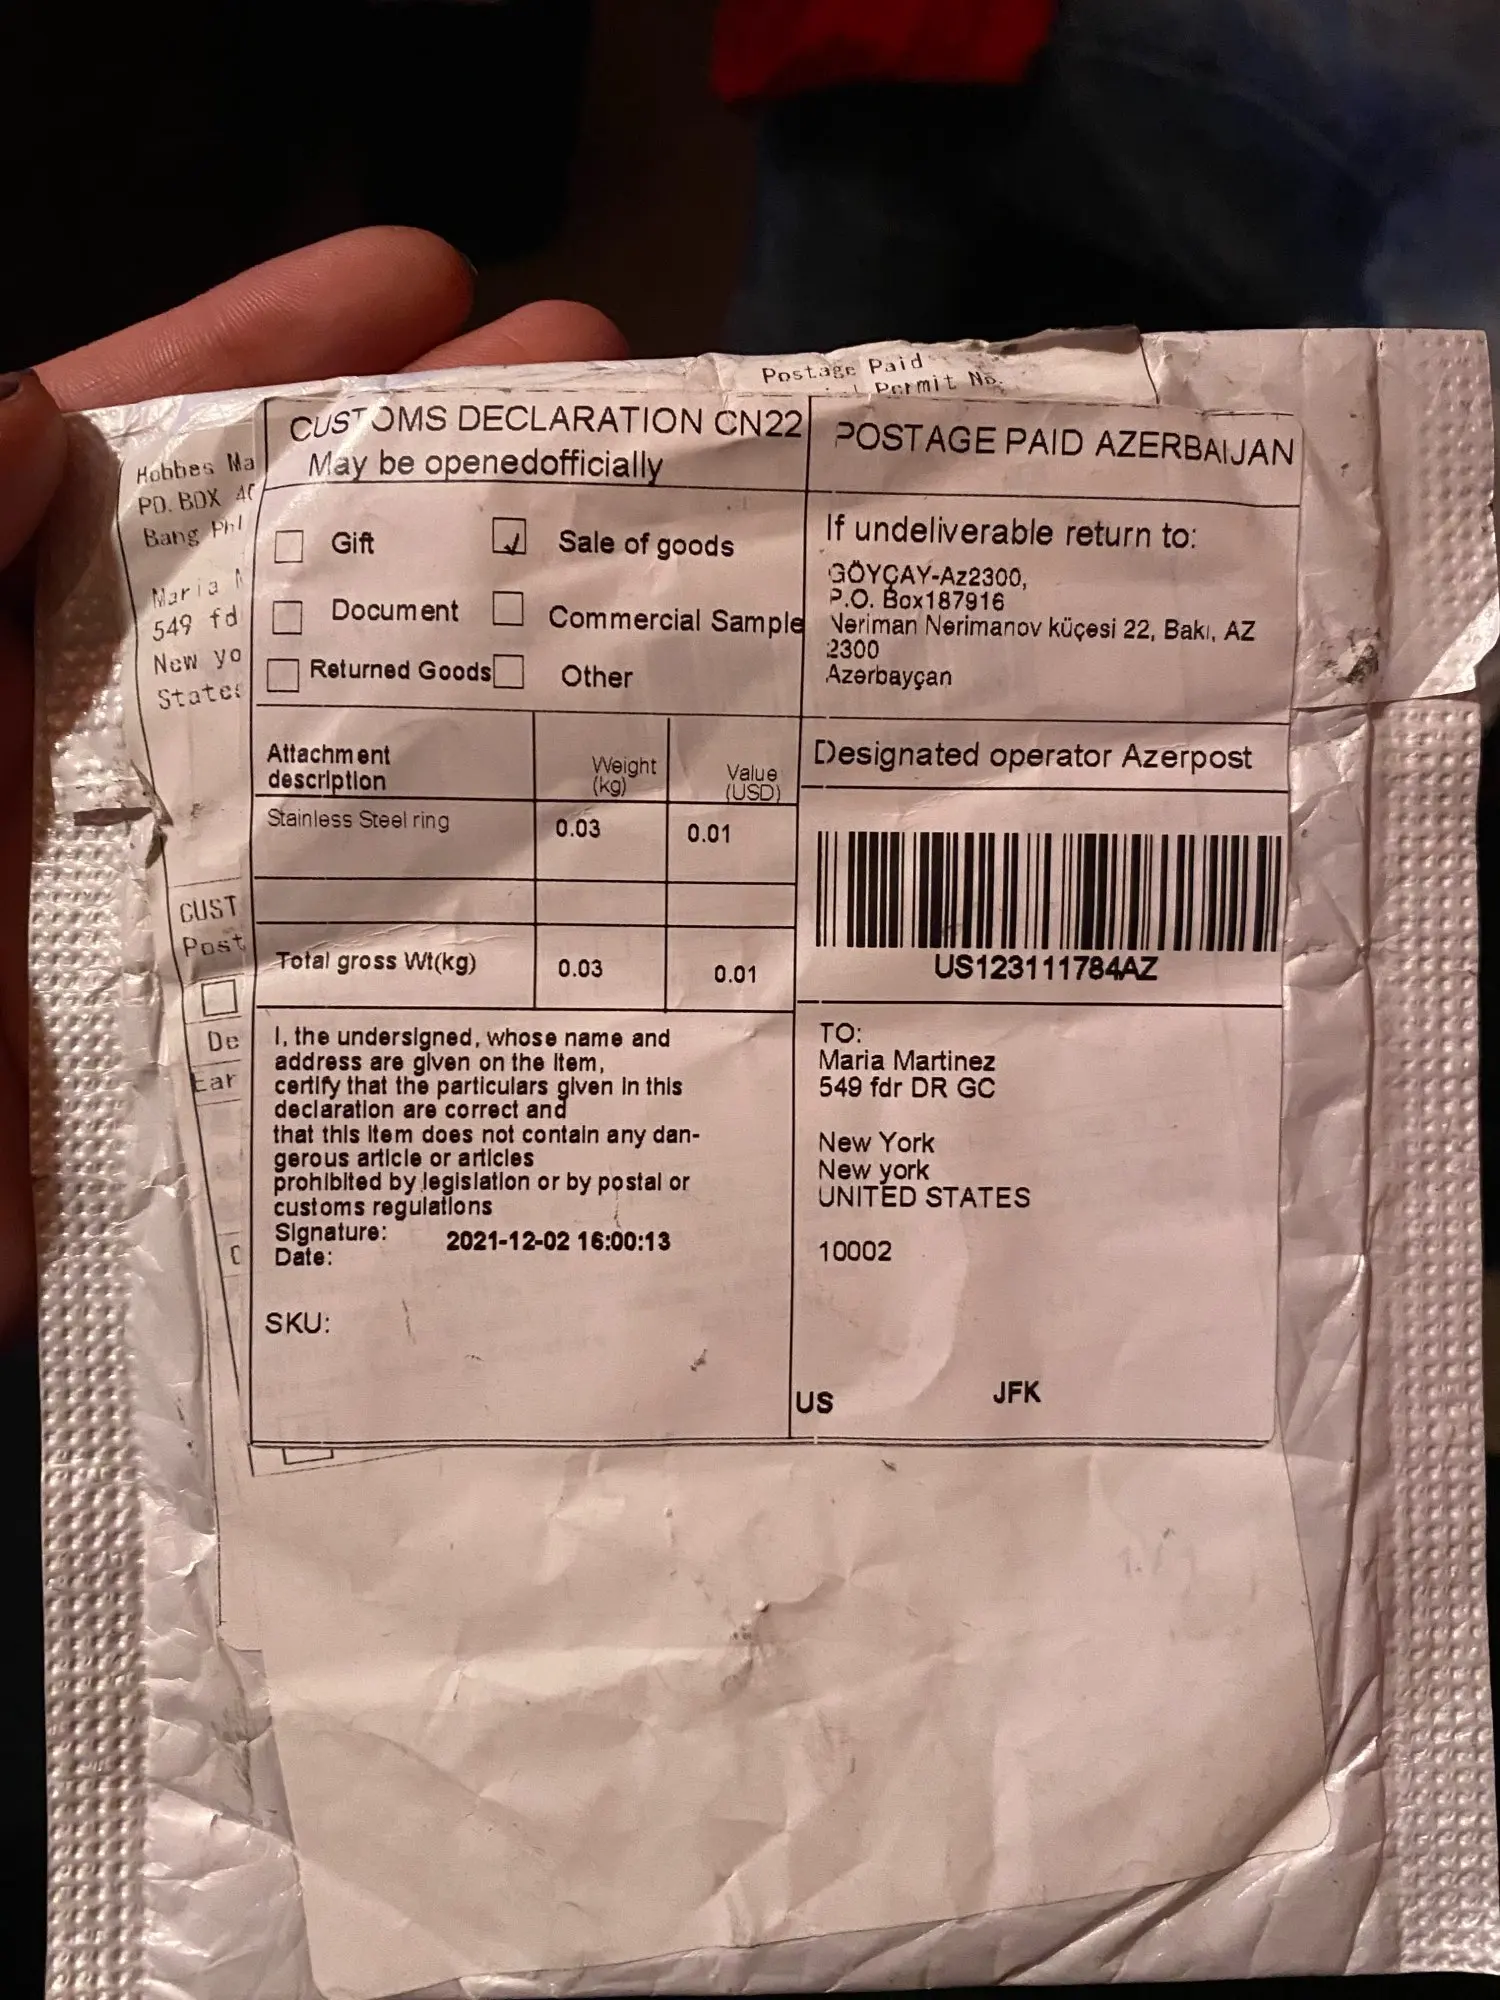 Postage Paid
Permit No.
Hobbes Ma
PO. BOX
Bang Phl
Maria
549 fd
New yo
States
CUST
Post
De
Ear
CUSTOMS DECLARATION CN22
May be openedofficially
Gift
Sale of goods
Document
Commercial Sample
Returned Goods
Other
Attachment
description
Weight
(kg)
Value
(USD)
Stainless Steel ring
0.03
0.01
Total gross Wt(kg)
0.03
0.01
I, the undersigned, whose name and
address are given on the item,
certify that the particulars given in this
declaration are correct and
that this item does not contain any dan-
gerous article or articles
prohibited by legislation or by postal or
customs regulations
Signature:
2021-12-02 16:00:13
Date:
SKU:
POSTAGE PAID AZERBAIJAN
If undeliverable return to:
GÖYÇAY-Az2300,
P.O. Box187916
Neriman Nerimanov küçesi 22, Bakı, AZ
2300
Azerbayçan
Designated operator Azerpost
US123111784AZ
TO:
Maria Martinez
549 fdr DR GC
New York
New york
UNITED STATES
10002
US
JFK